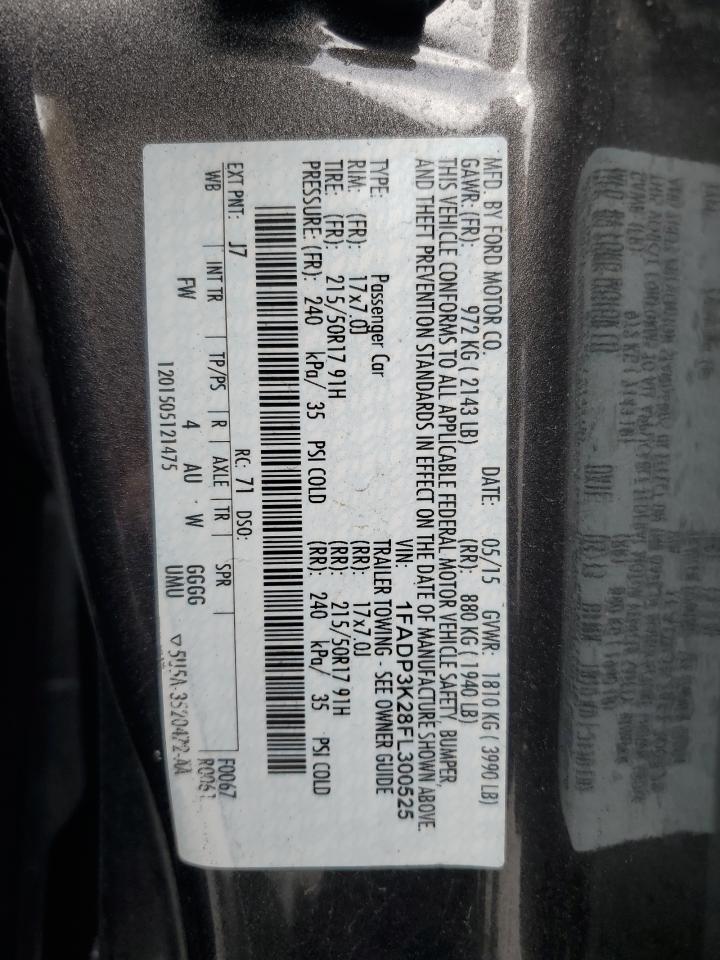 MFD. BY FORD MOTOR CO. DATE: 05/15 GVWR: 1810 KG ( 3990 LB)
GAWR: (FR): 972 KG ( 2143 LB) (RR): 880 KG ( 1940 LB)
THIS VEHICLE CONFORMS TO ALL APPLICABLE FEDERAL MOTOR VEHICLE SAFETY, BUMPER,
AND THEFT PREVENTION STANDARDS IN EFFECT ON THE DATE OF MANUFACTURE SHOWN ABOVE.
VIN: 1FADP3K28FL300525
TYPE: Passenger Car TRAILER TOWING - SEE OWNER GUIDE
RIM: (FR): 17x7.0J (RR): 17x7.0J
TIRE: (FR): 215/50R17 91H (RR): 215/50R17 91H
PRESSURE: (FR): 240 kPa/ 35 PSI COLD (RR): 240 kPa/ 35 PSI COLD
EXT PNT: J7 RC: 71 DSO: F0067
WB INT TR TP/PS R AXLE TR SPR R0061
FW 4 AU W GGGG
1201505121475 UMU